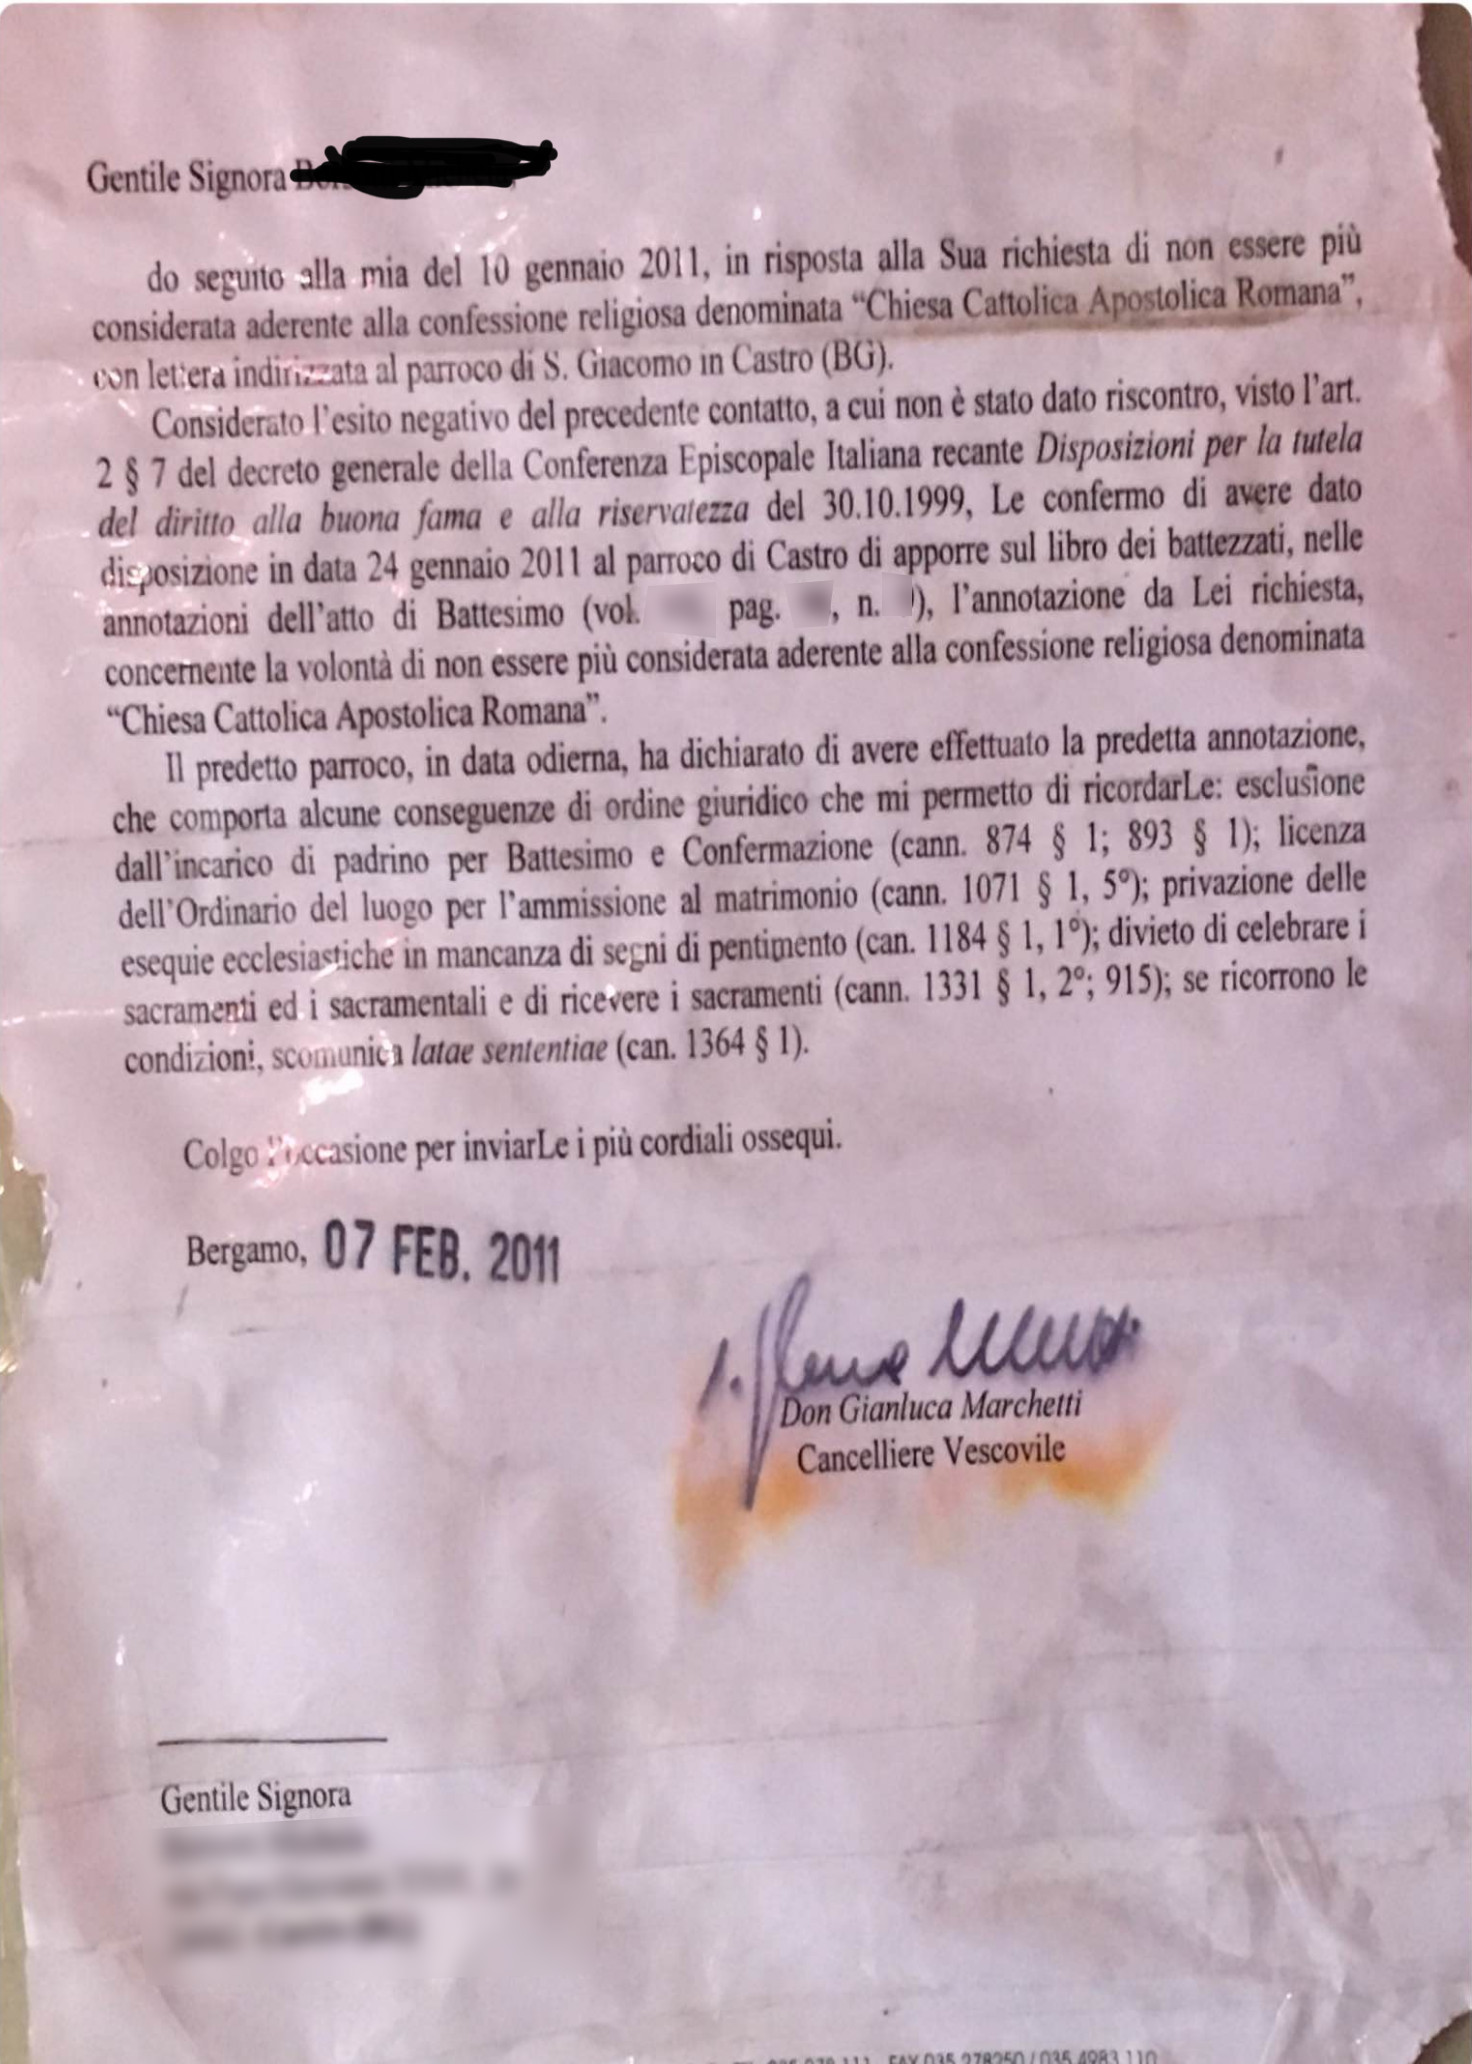 Gentile Signora
do seguito alla mia del 10 gennaio 2011, in risposta alla Sua richiesta di non essere più
considerata aderente alla confessione religiosa denominata “Chiesa Cattolica Apostolica Romana”,
con lettera indirizzata al parroco di S. Giacomo in Castro (BG).
Considerato l’esito negativo del precedente contatto, a cui non è stato dato riscontro, visto l’art.
2 § 7 del decreto generale della Conferenza Episcopale Italiana recante Disposizioni per la tutela
del diritto alla buona fama e alla riservatezza del 30.10.1999, Le confermo di avere dato
disposizione in data 24 gennaio 2011 al parroco di Castro di apporre sul libro dei battezzati, nelle
annotazioni dell’atto di Battesimo (vol. pag. , n. ), l’annotazione da Lei richiesta,
concernente la volontà di non essere più considerata aderente alla confessione religiosa denominata
“Chiesa Cattolica Apostolica Romana”.
Il predetto parroco, in data odierna, ha dichiarato di avere effettuato la predetta annotazione,
che comporta alcune conseguenze di ordine giuridico che mi permetto di ricordarLe: esclusione
dall’incarico di padrino per Battesimo e Confermazione (cann. 874 § 1; 893 § 1); licenza
dell’Ordinario del luogo per l’ammissione al matrimonio (cann. 1071 § 1, 5°); privazione delle
esequie ecclesiastiche in mancanza di segni di pentimento (can. 1184 § 1, 1°); divieto di celebrare i
sacramenti ed i sacramentali e di ricevere i sacramenti (cann. 1331 § 1, 2°; 915); se ricorrono le
condizioni, scomunica latae sententiae (can. 1364 § 1).
Colgo l’occasione per inviarLe i più cordiali ossequi.
Bergamo, 07 FEB. 2011
Don Gianluca Marchetti
Cancelliere Vescovile
Gentile Signora
FAX 035.278250 / 035.4983.110